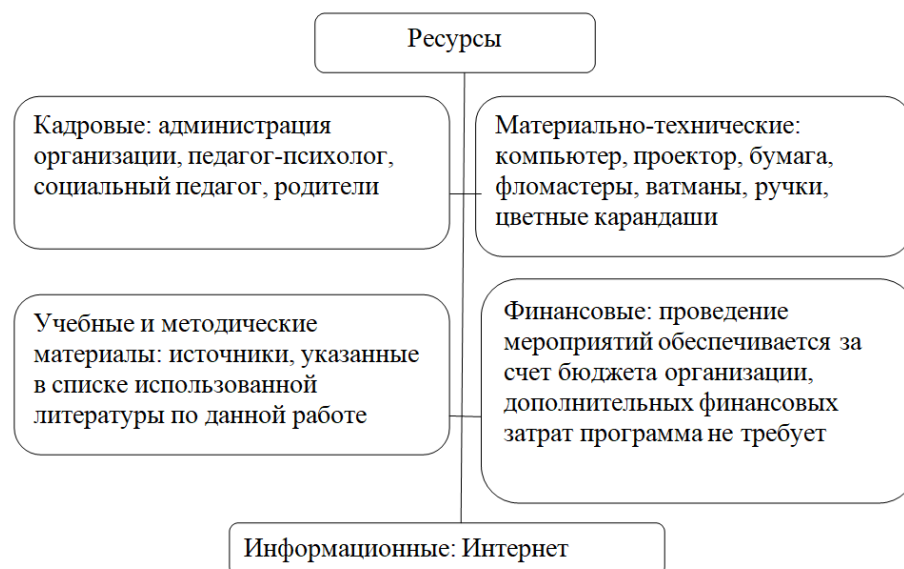 Ресурсы
Кадровые: администрация
организации, педагог-психолог,
социальный педагог, родители
Материально-технические:
компьютер, проектор, бумага,
фломастеры, ватманы, ручки,
цветные карандаши
Учебные и методические
материалы: источники, указанные
в списке использованной
литературы по данной работе
Финансовые: проведение
мероприятий обеспечивается за
счет бюджета организации,
дополнительных финансовых
затрат программа не требует
Информационные: Интернет